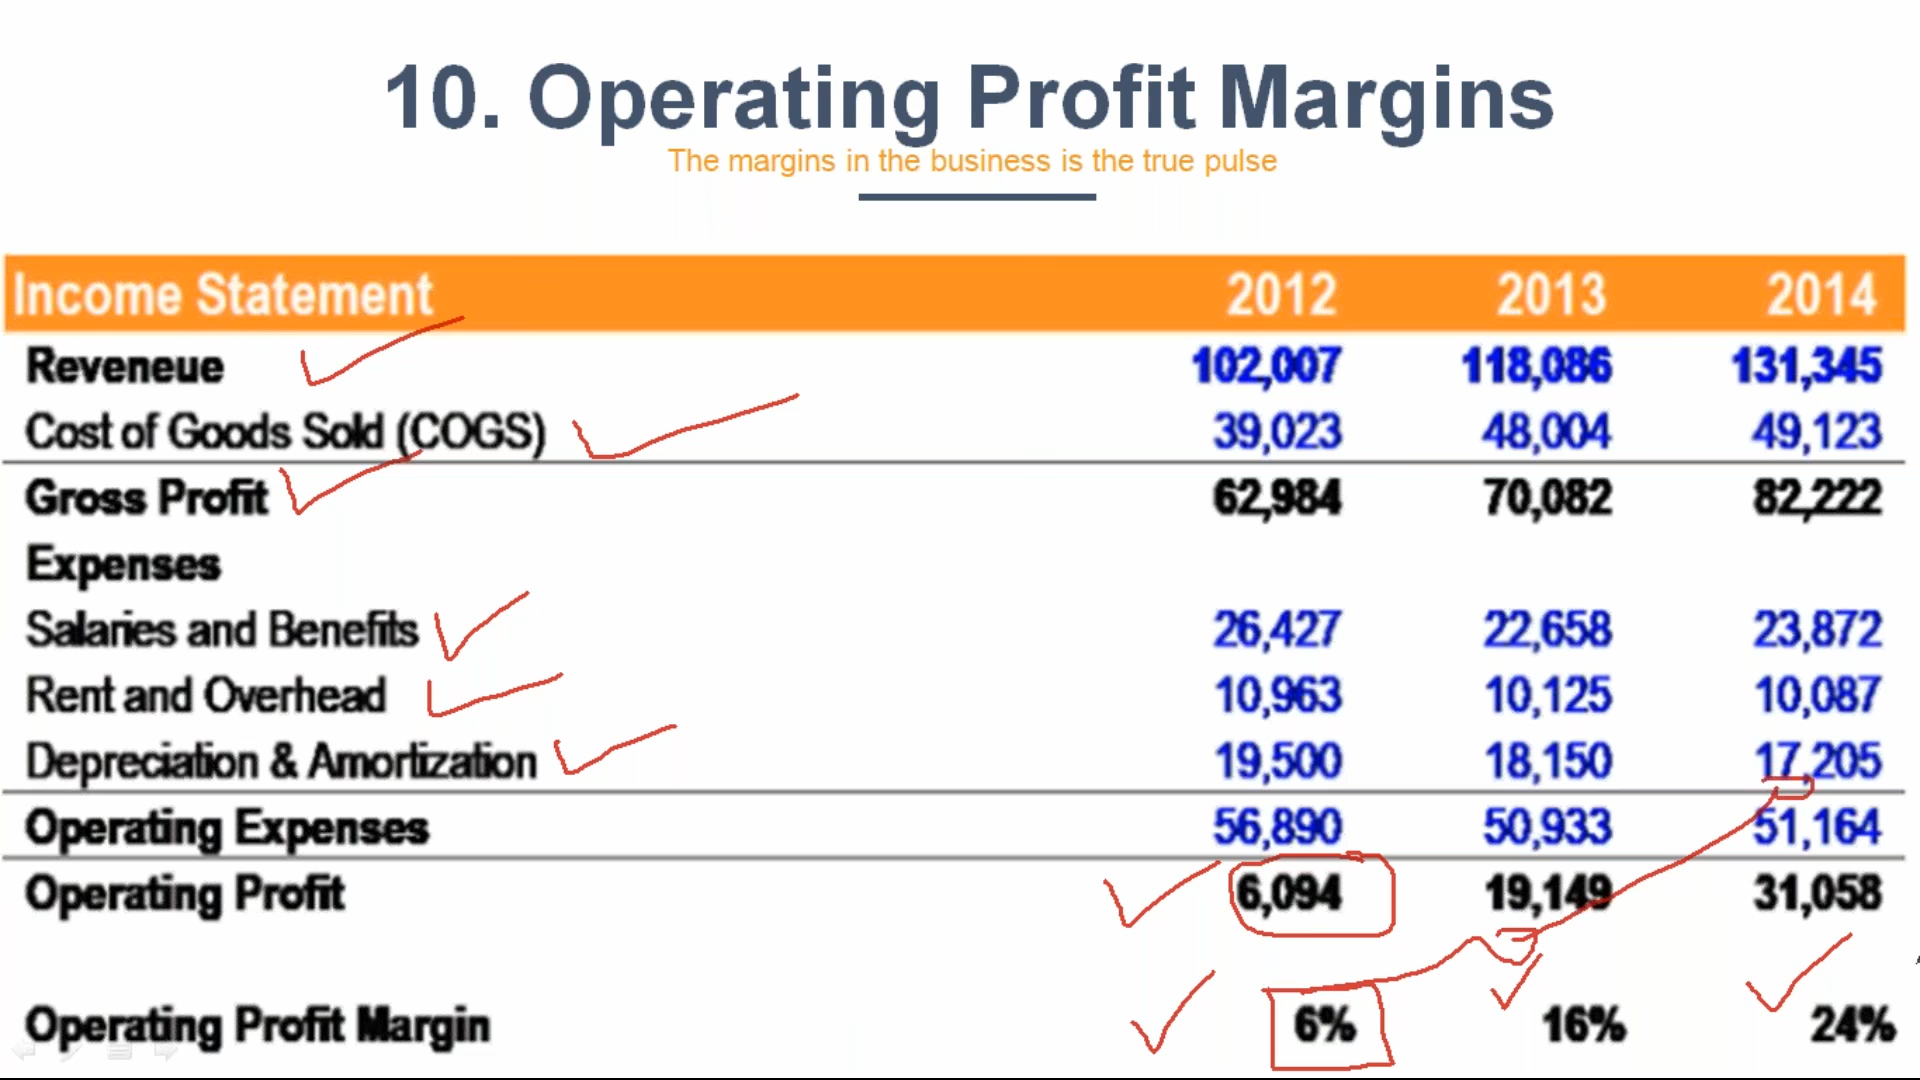 10. Operating Profit Margins
The margins in the business is the true pulse
Income Statement 2012 2013 2014
Reveneue 102,007 118,086 131,345
Cost of Goods Sold (COGS) 39,023 48,004 49,123
Gross Profit 62,984 70,082 82,222
Expenses
Salaries and Benefits 26,427 22,658 23,872
Rent and Overhead 10,963 10,125 10,087
Depreciation & Amortization 19,500 18,150 17,205
Operating Expenses 56,890 50,933 51,164
Operating Profit 6,094 19,149 31,058
Operating Profit Margin 6% 16% 24%